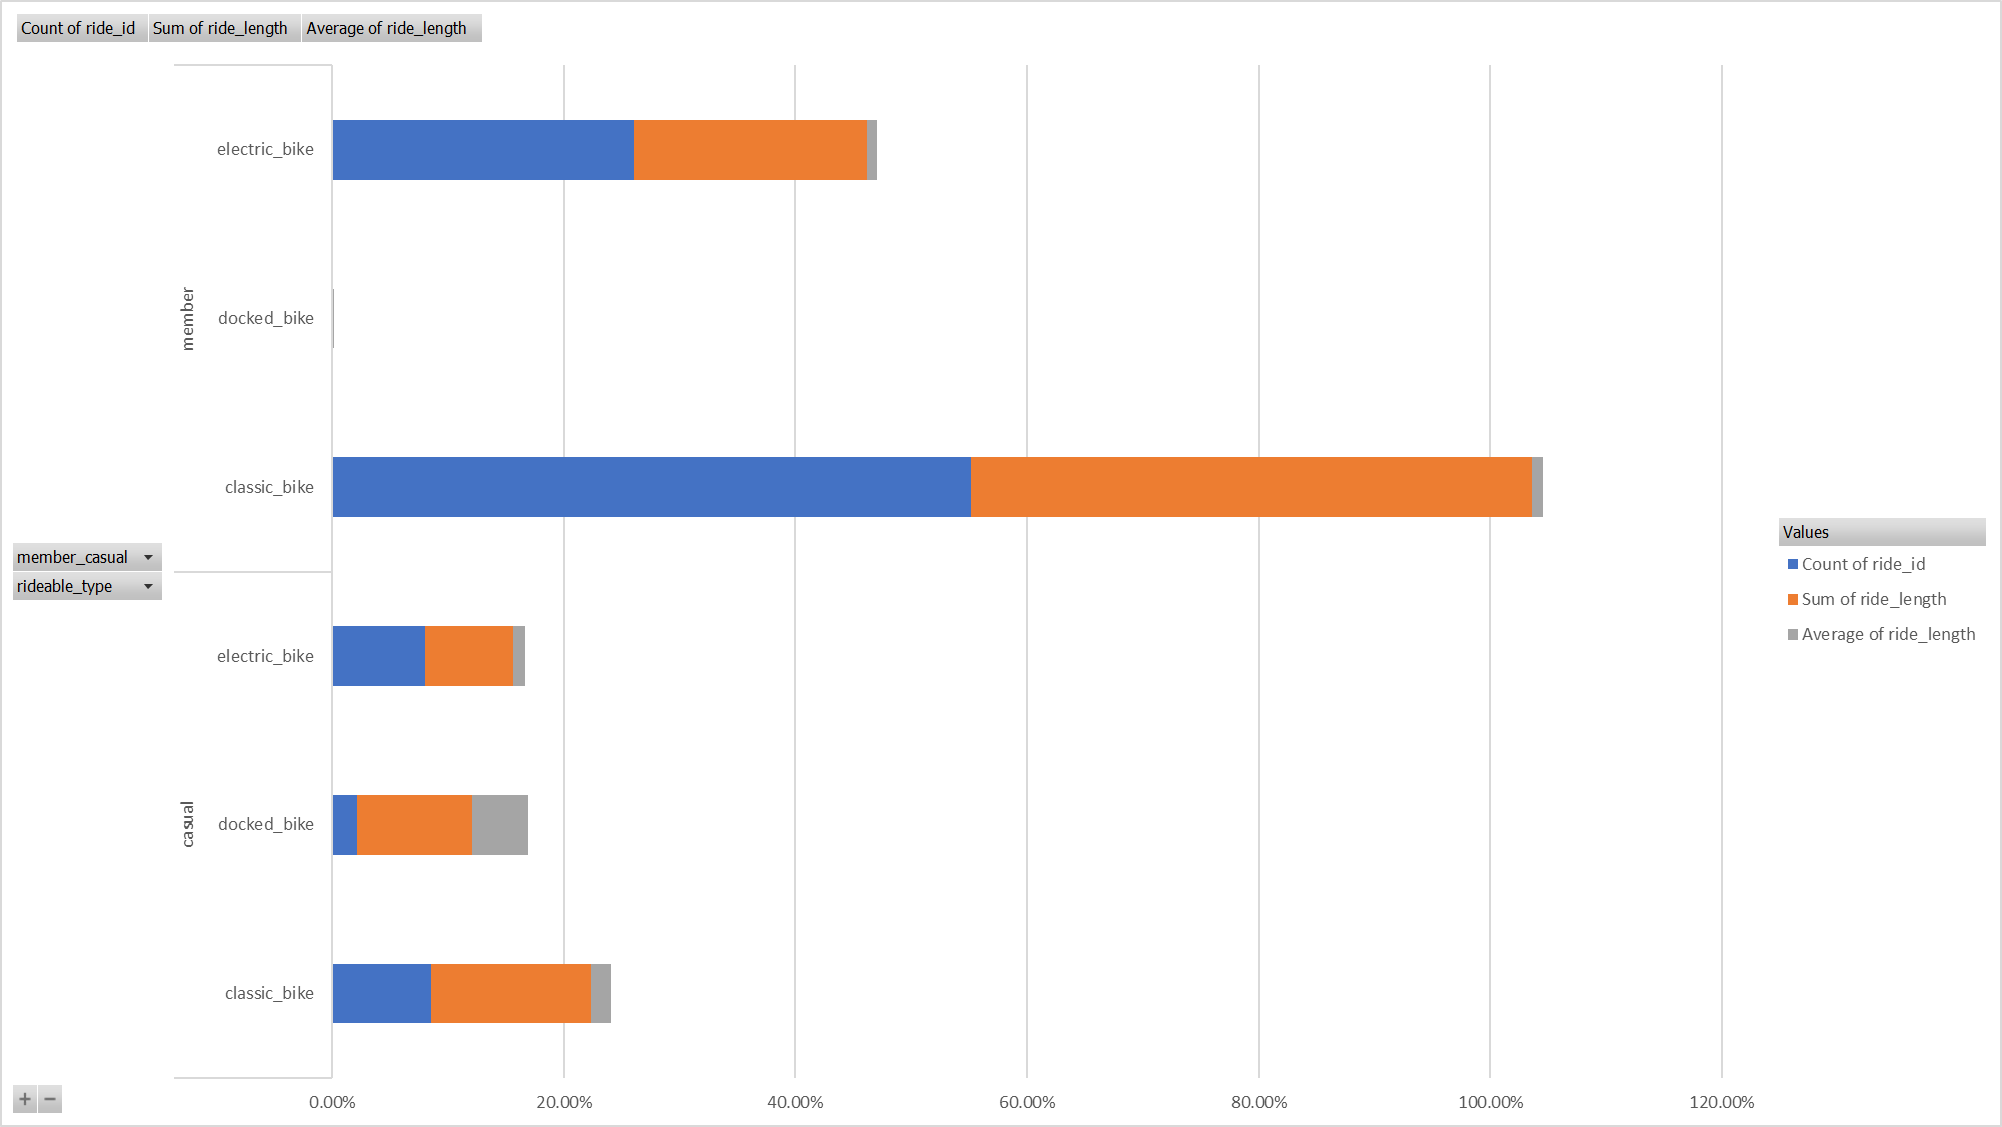 Count of ride_id Sum of ride_length Average of ride_length
electric_bike
docked_bike
classic_bike
member
member_casual
rideable_type
electric_bike
docked_bike
classic_bike
casual
Values
Count of ride_id
Sum of ride_length
Average of ride_length
+ −
0.00% 20.00% 40.00% 60.00% 80.00% 100.00% 120.00%